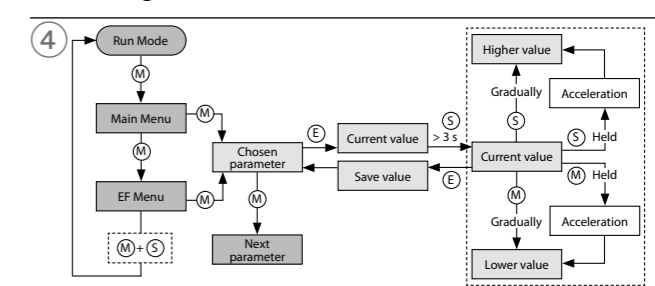 4
Run Mode
M
Main Menu
M
M
EF Menu
M
M + S
Chosen
parameter
M
Next
parameter
E
Current value
S
> 3 s
Save value
E
Higher value
Gradually
S
Current value
M
Gradually
Lower value
Acceleration
S Held
M Held
Acceleration